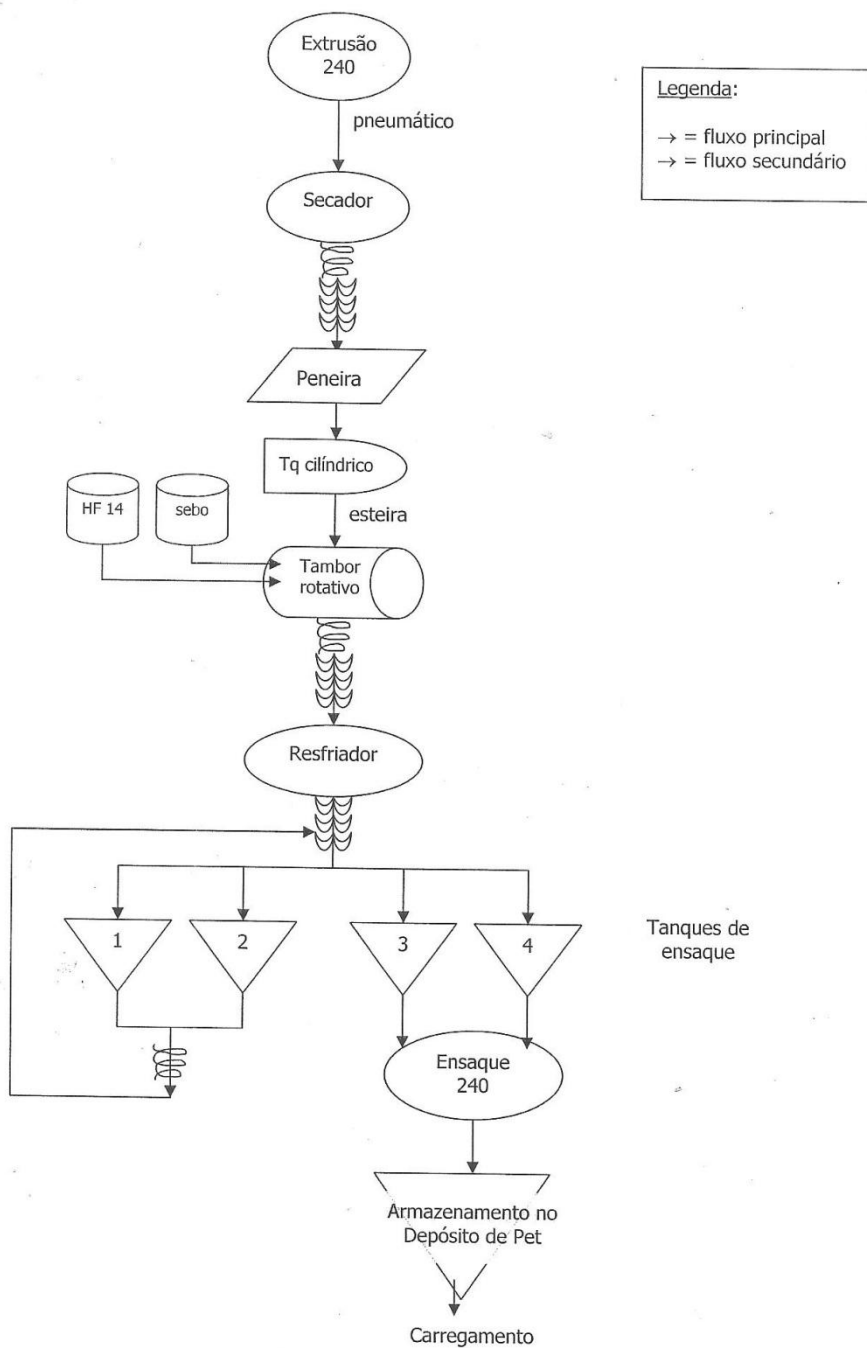 Extrusão
240
pneumático
Legenda:
→ = fluxo principal
→ = fluxo secundário
Secador
Peneira
Tq cilíndrico
HF 14
sebo
esteira
Tambor
rotativo
Resfriador
1
2
3
4
Tanques de
ensaque
Ensaque
240
Armazenamento no
Depósito de Pet
Carregamento